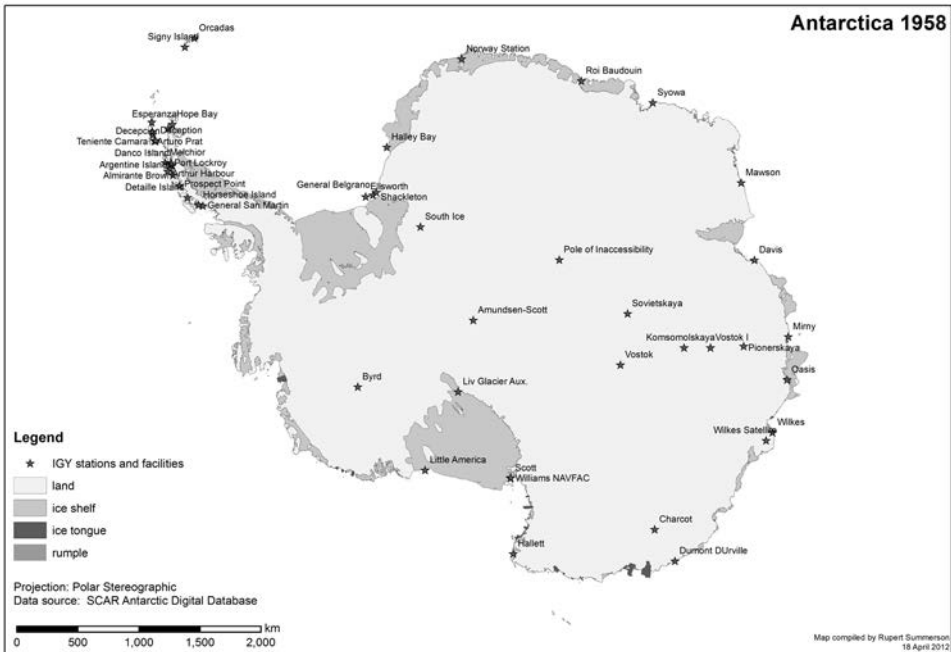 Antarctica 1958
Orcadas
Signy Island
Norway Station
Roi Baudouin
Syowa
Esperanza
Hope Bay
Decepcion
Deception
Teniente Camara
Arturo Prat
Halley Bay
Danco Island
Melchior
Argentine Island
Port Lockroy
Almirante Brown
Arthur Harbour
Detaille Island
Prospect Point
General Belgrano
Ellsworth
Shackleton
Mawson
Horseshoe Island
General San Martin
South Ice
Pole of Inaccessibility
Davis
Amundsen-Scott
Sovietskaya
Mirny
Komsomolskaya
Vostok I
Pionerskaya
Vostok
Oasis
Byrd
Liv Glacier Aux.
Wilkes
Wilkes Satellite
Little America
Scott
Williams NAVFAC
Charcot
Hallett
Dumont DUrville
Legend
IGY stations and facilities
land
ice shelf
ice tongue
rumple
Projection: Polar Stereographic
Data source: SCAR Antarctic Digital Database
km
0 500 1,000 1,500 2,000
Map compiled by Rupert Summerson
18 April 2012